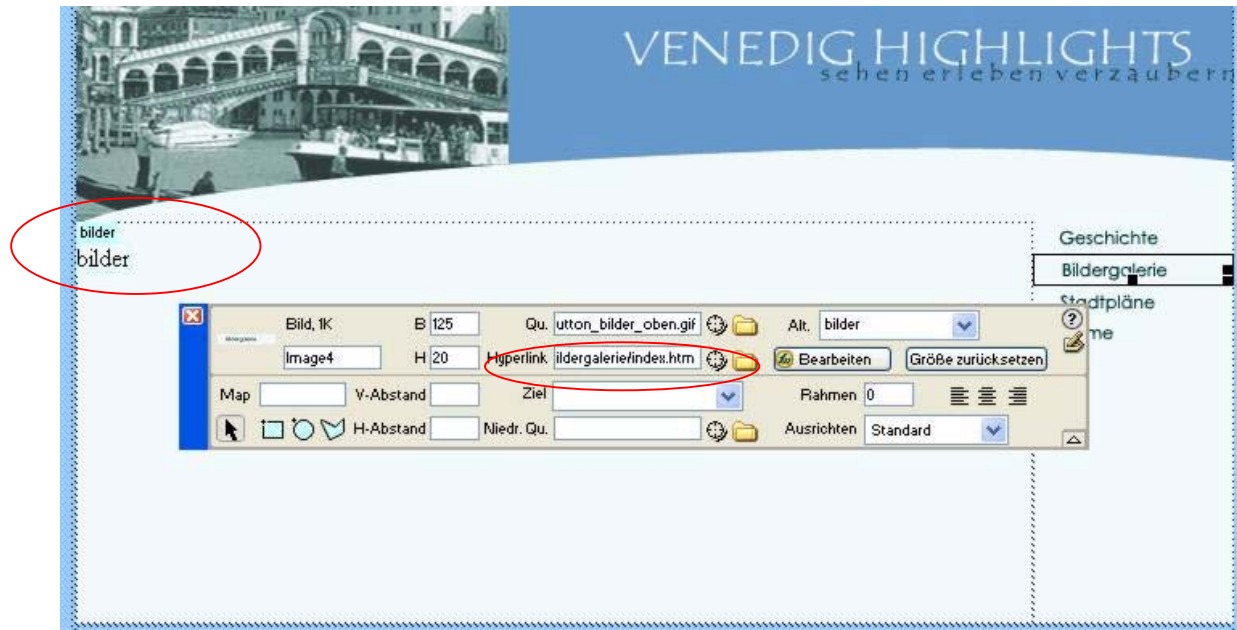 VENEDIG HIGHLIGHTS
sehen erleben verzaubern
bilder
bilder
Geschichte
Bildergalerie
Stadtpläne
me
Bild, 1K B 125 Qu. utton_bilder_oben.gif Alt. bilder ?
Image4 H 20 Hyperlink ildergalerie/index.htm Bearbeiten Größe zurücksetzen
Map V-Abstand Ziel Rahmen 0
H-Abstand Niedr. Qu. Ausrichten Standard